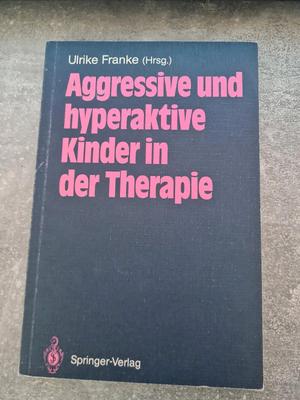 Ulrike Franke (Hrsg.)
Aggressive und
hyperaktive
Kinder in
der Therapie
Springer-Verlag